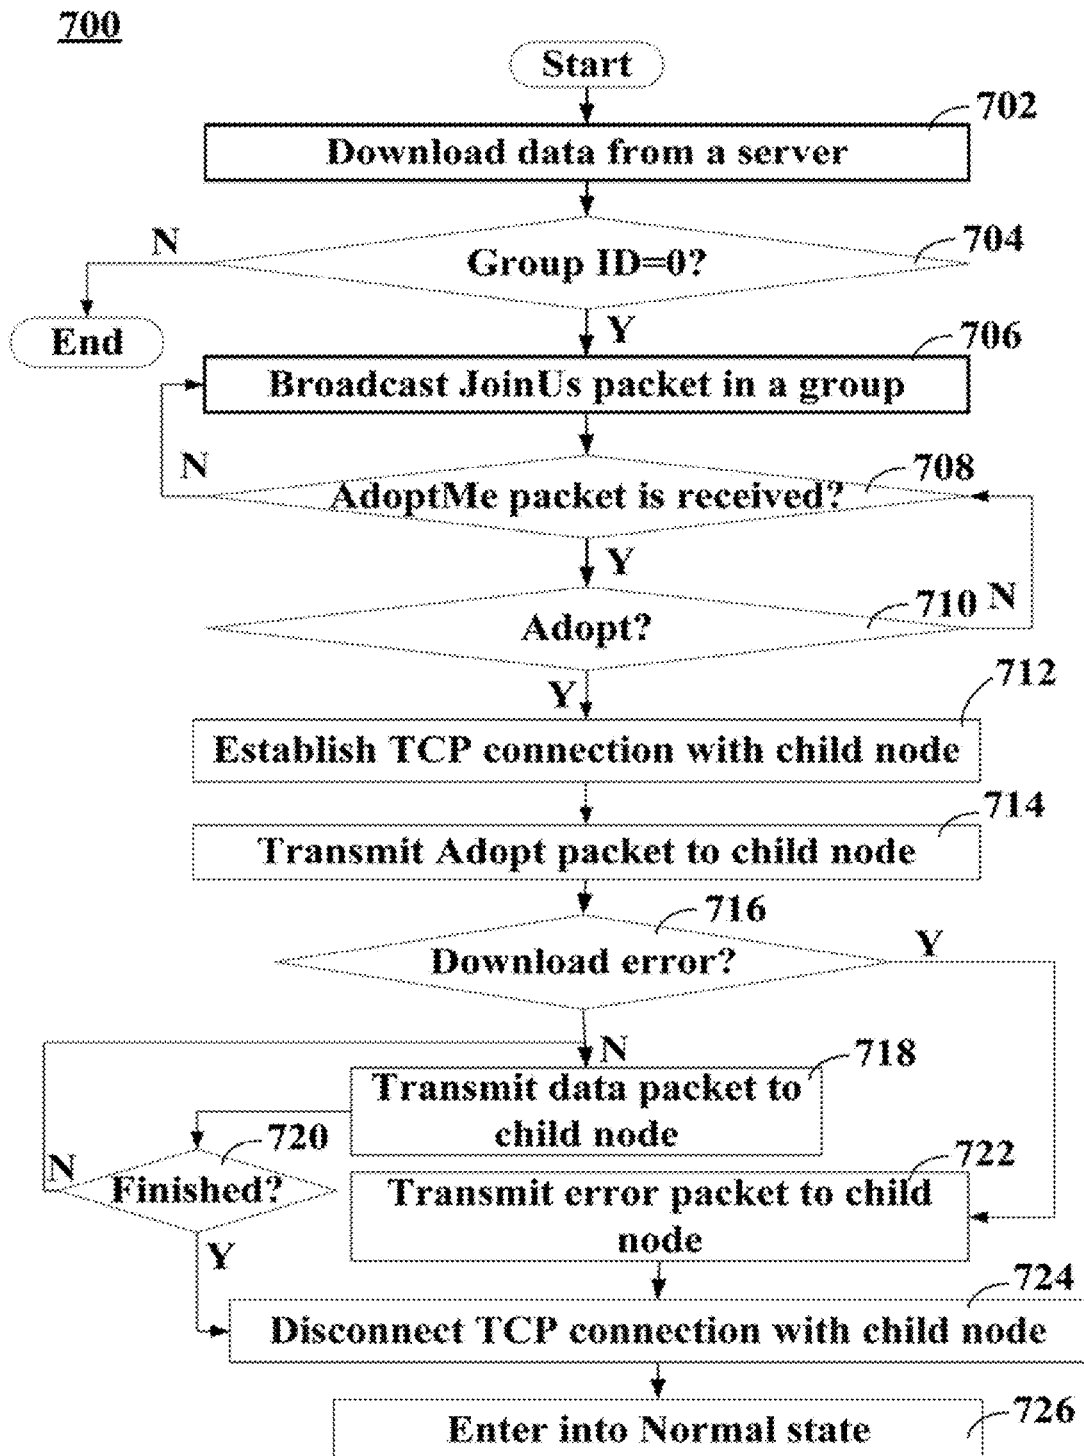 700
Start
702
Download data from a server
N
704
Group ID=0?
End
Y
706
Broadcast JoinUs packet in a group
N
708
AdoptMe packet is received?
Y
710
N
Adopt?
Y
712
Establish TCP connection with child node
714
Transmit Adopt packet to child node
716
Y
Download error?
N
718
Transmit data packet to
child node
720
N
Finished?
722
Transmit error packet to child
node
Y
724
Disconnect TCP connection with child node
726
Enter into Normal state